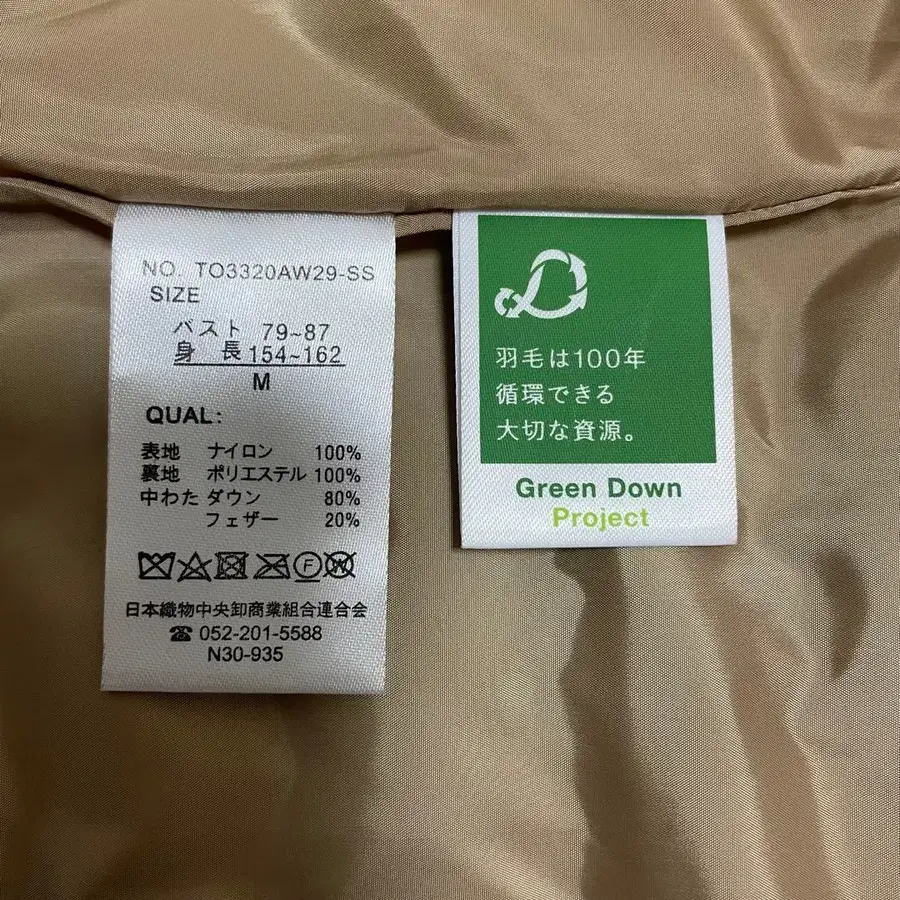 NO. TO3320AW29-SS
SIZE
バスト 79~87
身 長 154~162
M
QUAL:
表地 ナイロン 100%
裏地 ポリエステル 100%
中わた ダウン 80%
フェザー 20%
F W
日本織物中央卸商業組合連合会
☎ 052-201-5588
N30-935
羽毛は100年
循環できる
大切な資源。
Green Down
Project